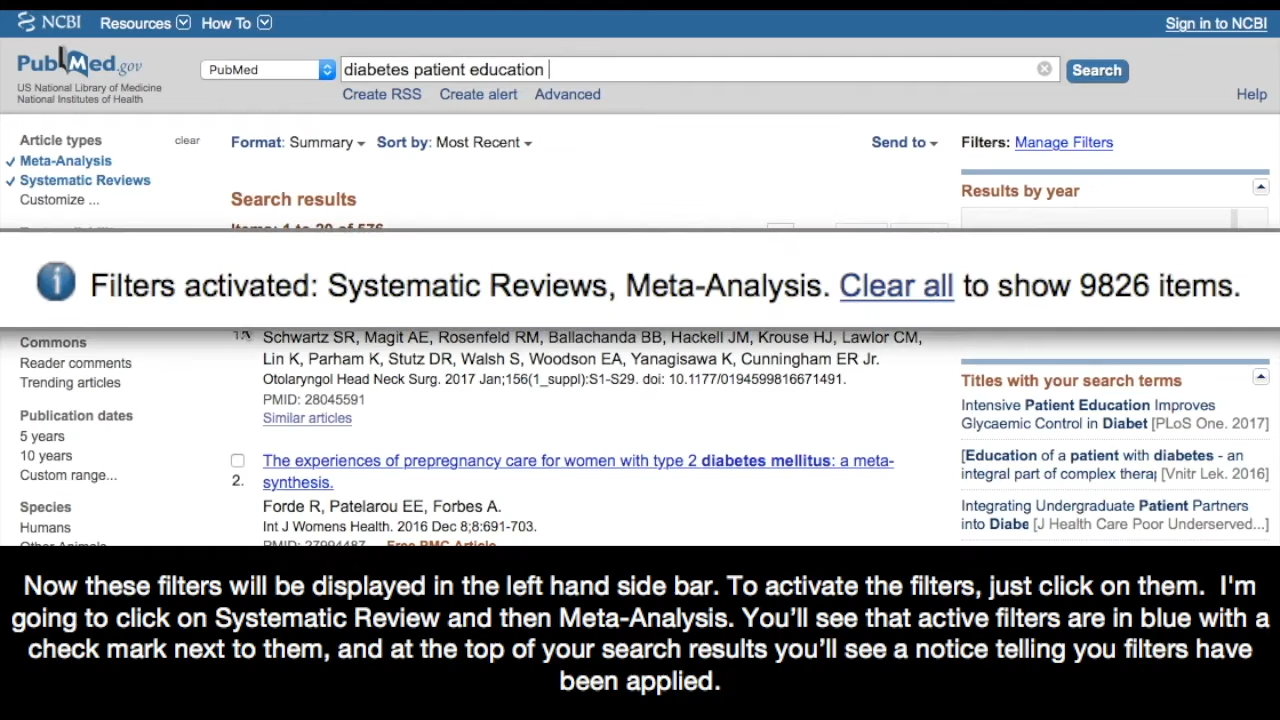 NCBI Resources How To Sign in to NCBI
PubMed.gov
US National Library of Medicine
National Institutes of Health
PubMed
diabetes patient education
Search
Create RSS Create alert Advanced
Help
Article types clear
Meta-Analysis
Systematic Reviews
Customize ...
Format: Summary Sort by: Most Recent Send to
Search results
Items: 1 to 20 of 576
Filters: Manage Filters
Results by year
Filters activated: Systematic Reviews, Meta-Analysis. Clear all to show 9826 items.
Commons
Reader comments
Trending articles
Publication dates
5 years
10 years
Custom range...
Species
Humans
Other Animals
Schwartz SR, Magit AE, Rosenfeld RM, Ballachanda BB, Hackell JM, Krouse HJ, Lawlor CM,
Lin K, Parham K, Stutz DR, Walsh S, Woodson EA, Yanagisawa K, Cunningham ER Jr.
Otolaryngol Head Neck Surg. 2017 Jan;156(1_suppl):S1-S29. doi: 10.1177/0194599816671491.
PMID: 28045591
Similar articles
2.
The experiences of prepregnancy care for women with type 2 diabetes mellitus: a meta-
synthesis.
Forde R, Patelarou EE, Forbes A.
Int J Womens Health. 2016 Dec 8;8:691-703.
PMID: 27994487 Free PMC Article
Titles with your search terms
Intensive Patient Education Improves
Glycaemic Control in Diabet [PLoS One. 2017]
[Education of a patient with diabetes - an
integral part of complex therap [Vnitr Lek. 2016]
Integrating Undergraduate Patient Partners
into Diabe [J Health Care Poor Underserved...]
Now these filters will be displayed in the left hand side bar. To activate the filters, just click on them. I'm
going to click on Systematic Review and then Meta-Analysis. You’ll see that active filters are in blue with a
check mark next to them, and at the top of your search results you’ll see a notice telling you filters have
been applied.